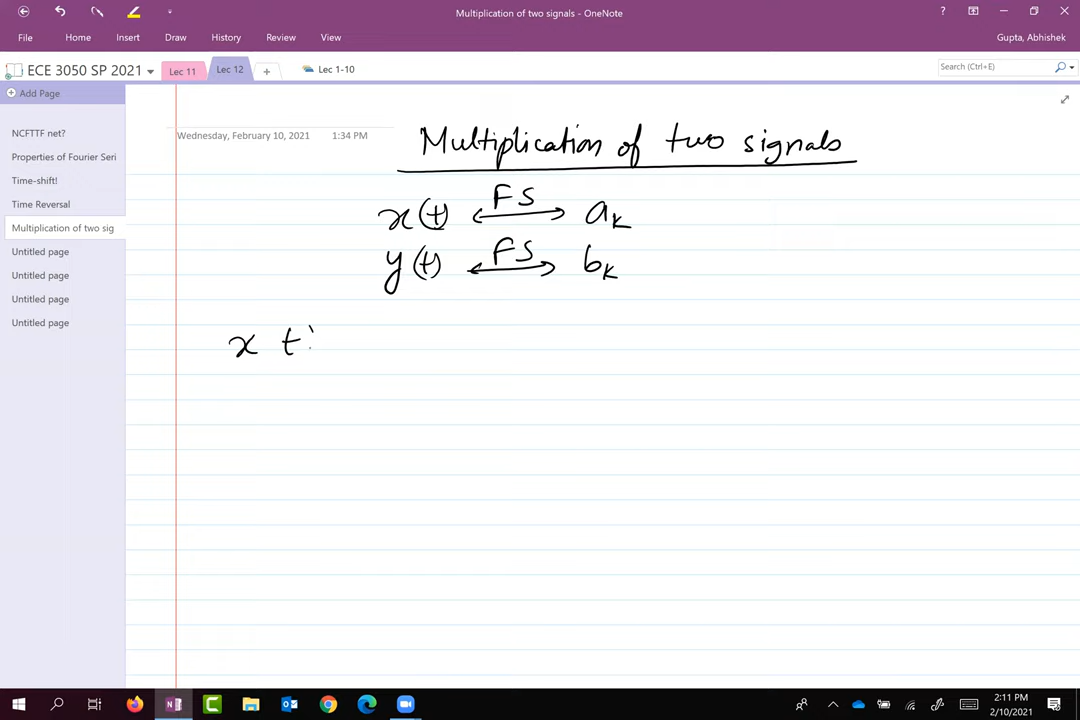 Multiplication of two signals - OneNote
?
Gupta, Abhishek
File Home Insert Draw History Review View
ECE 3050 SP 2021 Lec 11 Lec 12 + Lec 1-10
Search (Ctrl+E)
Add Page
NCFTTF net?
Properties of Fourier Seri
Time-shift!
Time Reversal
Multiplication of two sig
Untitled page
Untitled page
Untitled page
Untitled page
Wednesday, February 10, 2021 1:34 PM
Multiplication of two signals
x(t) ⟷ FS a_k
y(t) ⟷ FS b_k
x t
2:11 PM
2/10/2021